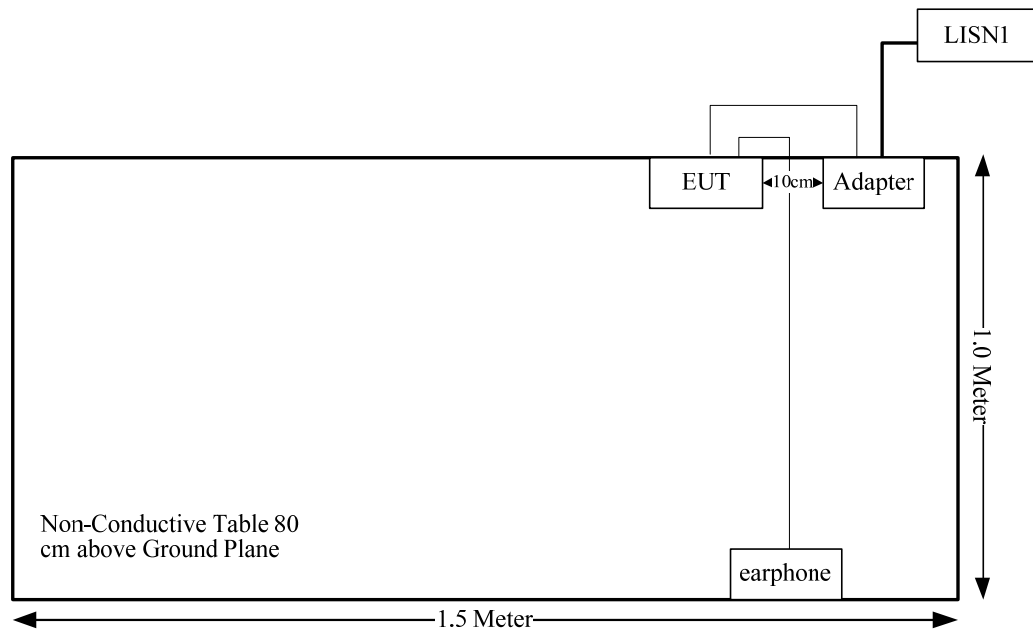 LISN1
EUT
10cm
Adapter
1.0 Meter
Non-Conductive Table 80
cm above Ground Plane
earphone
1.5 Meter